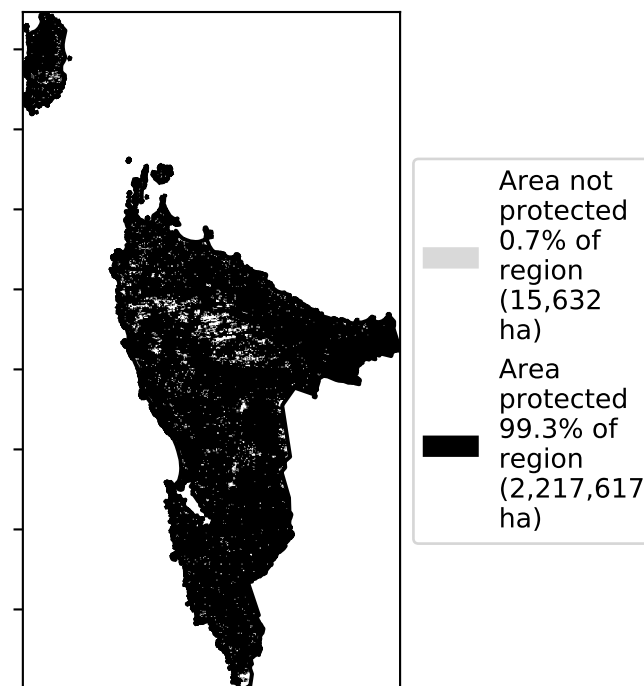 Area not
protected
0.7% of
region
(15,632
ha)
Area
protected
99.3% of
region
(2,217,617
ha)